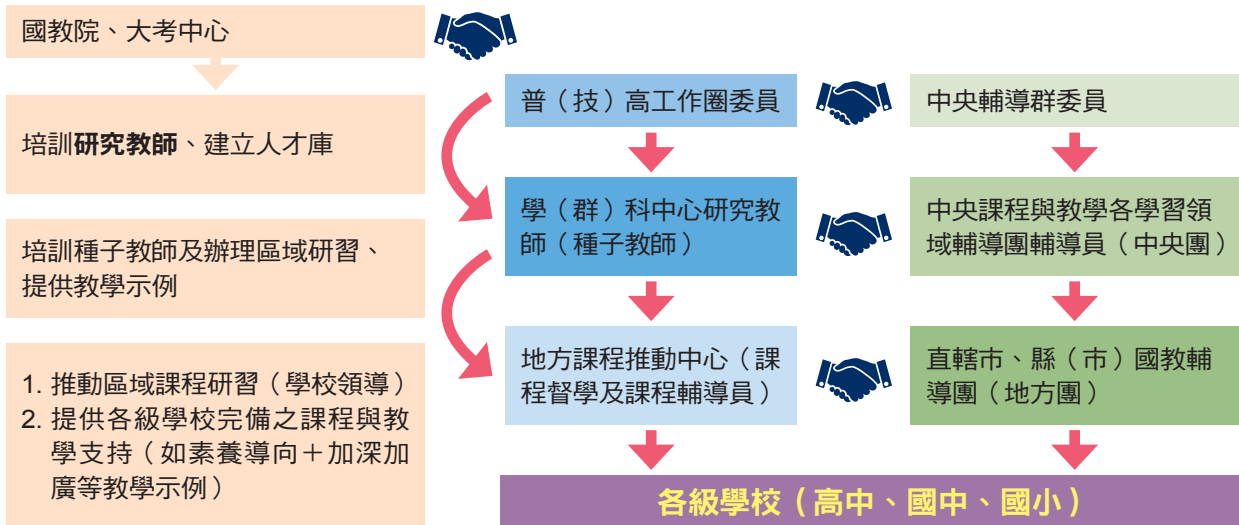 國教院、大考中心
培訓研究教師、建立人才庫
培訓種子教師及辦理區域研習、
提供教學示例
1. 推動區域課程研習（學校領導）
2. 提供各級學校完備之課程與教
學支持（如素養導向＋加深加
廣等教學示例）
普（技）高工作圈委員
中央輔導群委員
學（群）科中心研究教
師（種子教師）
中央課程與教學各學習領
域輔導團輔導員（中央團）
地方課程推動中心（課
程督學及課程輔導員）
直轄市、縣（市）國教輔
導團（地方團）
各級學校（高中、國中、國小）